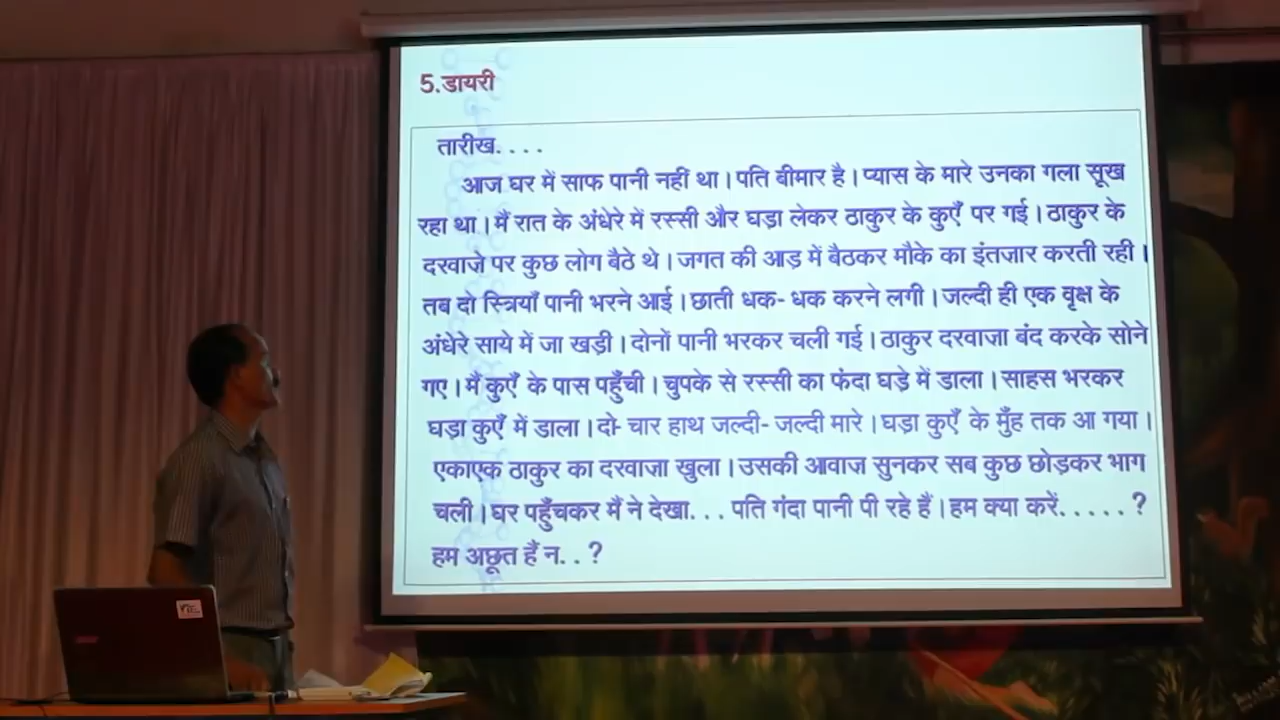 5.डायरी
तारीख. . . .
आज घर में साफ पानी नहीं था। पति बीमार है। प्यास के मारे उनका गला सूख
रहा था। मैं रात के अंधेरे में रस्सी और घड़ा लेकर ठाकुर के कुएँ पर गई। ठाकुर के
दरवाजे पर कुछ लोग बैठे थे। जगत की आड़ में बैठकर मौके का इंतज़ार करती रही।
तब दो स्त्रियाँ पानी भरने आई। छाती धक- धक करने लगी। जल्दी ही एक वृक्ष के
अंधेरे साये में जा खड़ी। दोनों पानी भरकर चली गई। ठाकुर दरवाजा बंद करके सोने
गए। मैं कुएँ के पास पहुँची। चुपके से रस्सी का फंदा घड़े में डाला। साहस भरकर
घड़ा कुएँ में डाला। दो- चार हाथ जल्दी- जल्दी मारे। घड़ा कुएँ के मुँह तक आ गया।
एकाएक ठाकुर का दरवाजा खुला। उसकी आवाज सुनकर सब कुछ छोड़कर भाग
चली। घर पहुँचकर मैं ने देखा. . . पति गंदा पानी पी रहे हैं। हम क्या करें. . . . . ?
हम अछूत हैं न. . ?